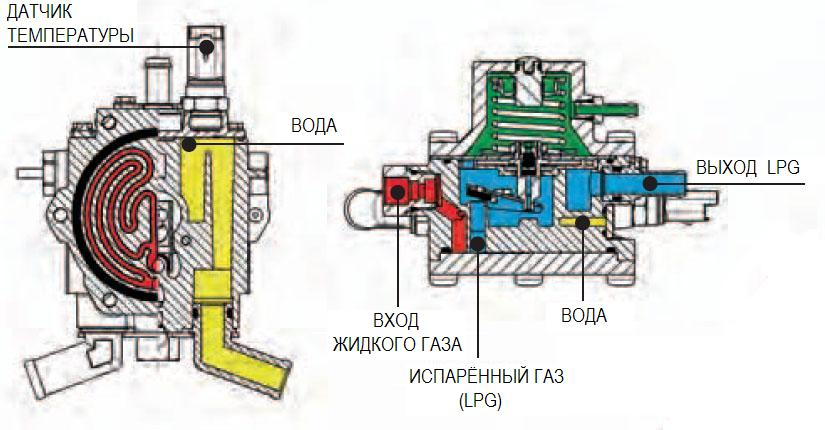 ДАТЧИК
ТЕМПЕРАТУРЫ
ВОДА
ВЫХОД LPG
ВХОД
ЖИДКОГО ГАЗА
ВОДА
ИСПАРЁННЫЙ ГАЗ
(LPG)